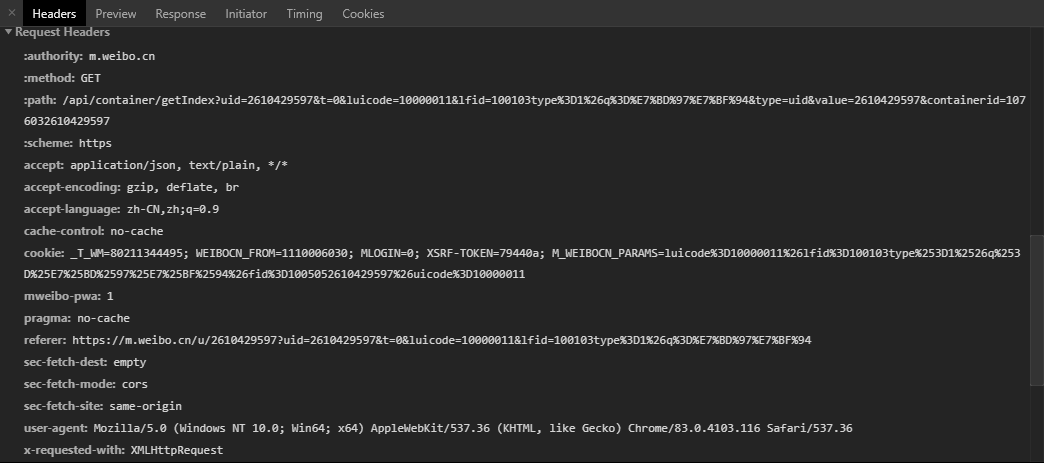 × Headers Preview Response Initiator Timing Cookies
▼ Request Headers
:authority: m.weibo.cn
:method: GET
:path: /api/container/getIndex?uid=2610429597&t=0&luicode=10000011&lfid=100103type%3D1%26q%3D%E7%BD%97%E7%BF%94&type=uid&value=2610429597&containerid=107
6032610429597
:scheme: https
accept: application/json, text/plain, */*
accept-encoding: gzip, deflate, br
accept-language: zh-CN,zh;q=0.9
cache-control: no-cache
cookie: _T_WM=80211344495; WEIBOCN_FROM=1110006030; MLOGIN=0; XSRF-TOKEN=79440a; M_WEIBOCN_PARAMS=luicode%3D10000011%26lfid%3D100103type%253D1%2526q%253
D%25E7%25BD%2597%25E7%25BF%2594%26fid%3D1005052610429597%26uicode%3D10000011
mweibo-pwa: 1
pragma: no-cache
referer: https://m.weibo.cn/u/2610429597?uid=2610429597&t=0&luicode=10000011&lfid=100103type%3D1%26q%3D%E7%BD%97%E7%BF%94
sec-fetch-dest: empty
sec-fetch-mode: cors
sec-fetch-site: same-origin
user-agent: Mozilla/5.0 (Windows NT 10.0; Win64; x64) AppleWebKit/537.36 (KHTML, like Gecko) Chrome/83.0.4103.116 Safari/537.36
x-requested-with: XMLHttpRequest